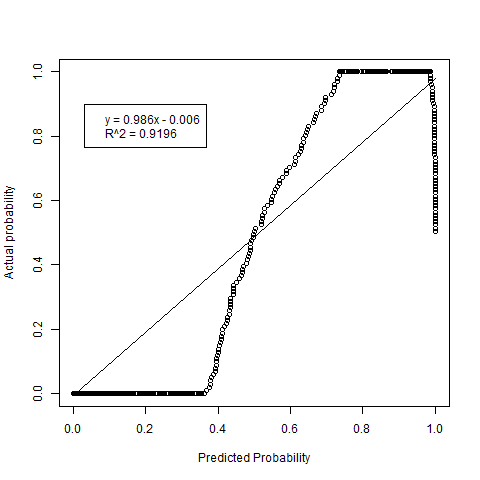 y = 0.986x - 0.006
R^2 = 0.9196
Actual probability
1.0
0.8
0.6
0.4
0.2
0.0
0.0 0.2 0.4 0.6 0.8 1.0
Predicted Probability